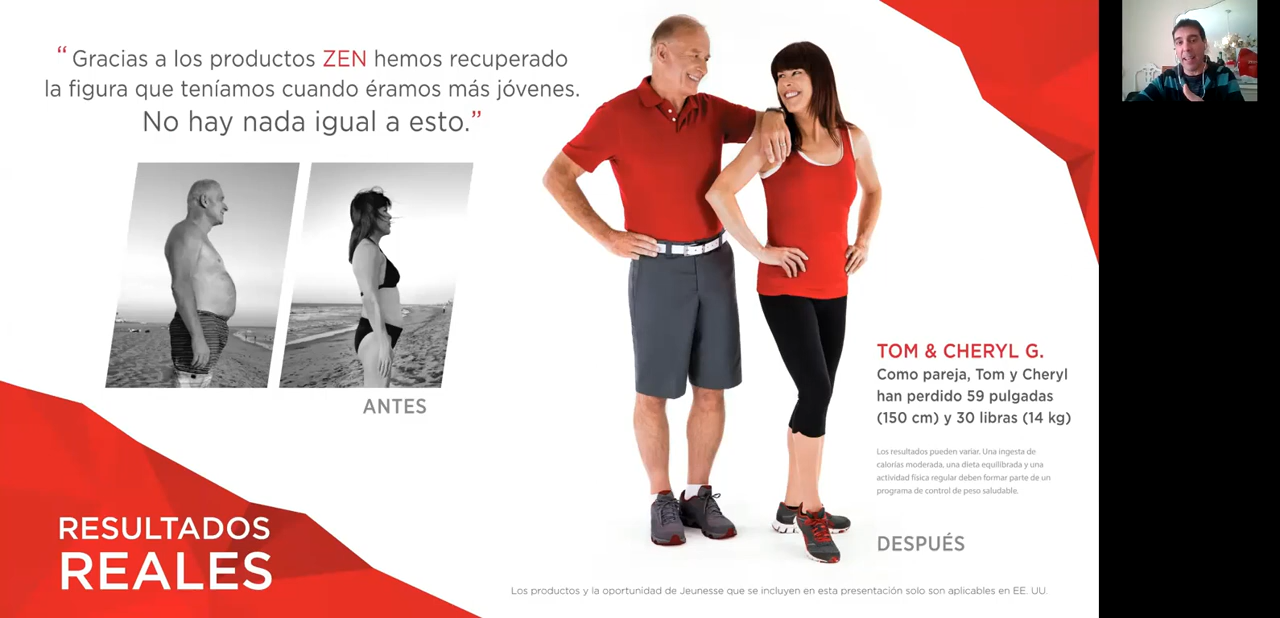 “ Gracias a los productos ZEN hemos recuperado
la figura que teníamos cuando éramos más jóvenes.
No hay nada igual a esto.”
ANTES
TOM & CHERYL G.
Como pareja, Tom y Cheryl
han perdido 59 pulgadas
(150 cm) y 30 libras (14 kg)
Los resultados pueden variar. Una ingesta de
calorías moderada, una dieta equilibrada y una
actividad física regular deben formar parte de un
programa de control de peso saludable.
DESPUÉS
RESULTADOS
REALES
Los productos y la oportunidad de Jeunesse que se incluyen en esta presentación solo son aplicables en EE. UU.